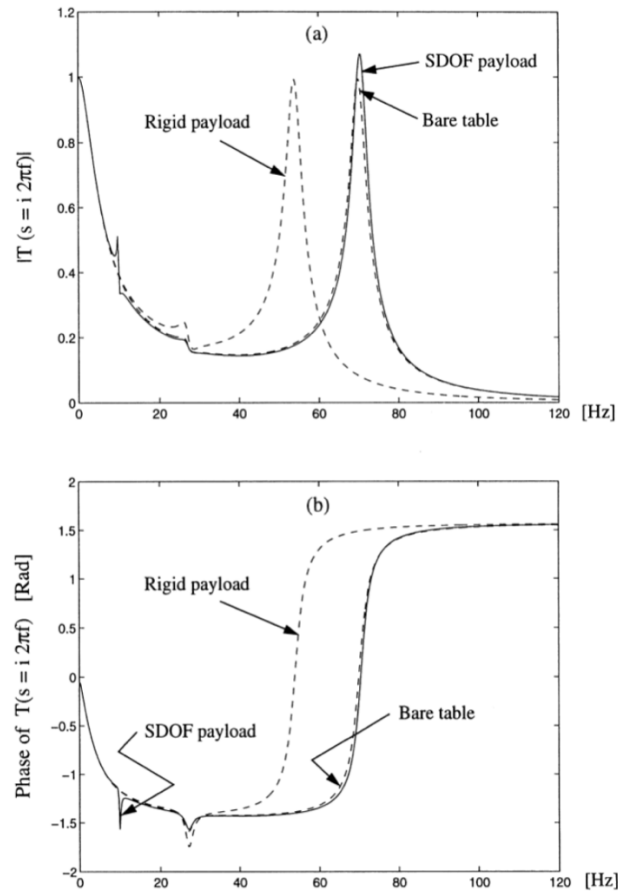 1.2
(a)
SDOF payload
1
Bare table
Rigid payload
0.8
|T (s = i 2πf)|
0.6
0.4
0.2
0
0 20 40 60 80 100 120 [Hz]
2
(b)
1.5
1
Rigid payload
0.5
Phase of T(s = i 2πf) [Rad]
0
SDOF payload
Bare table
-0.5
-1
-1.5
-2
0 20 40 60 80 100 120 [Hz]